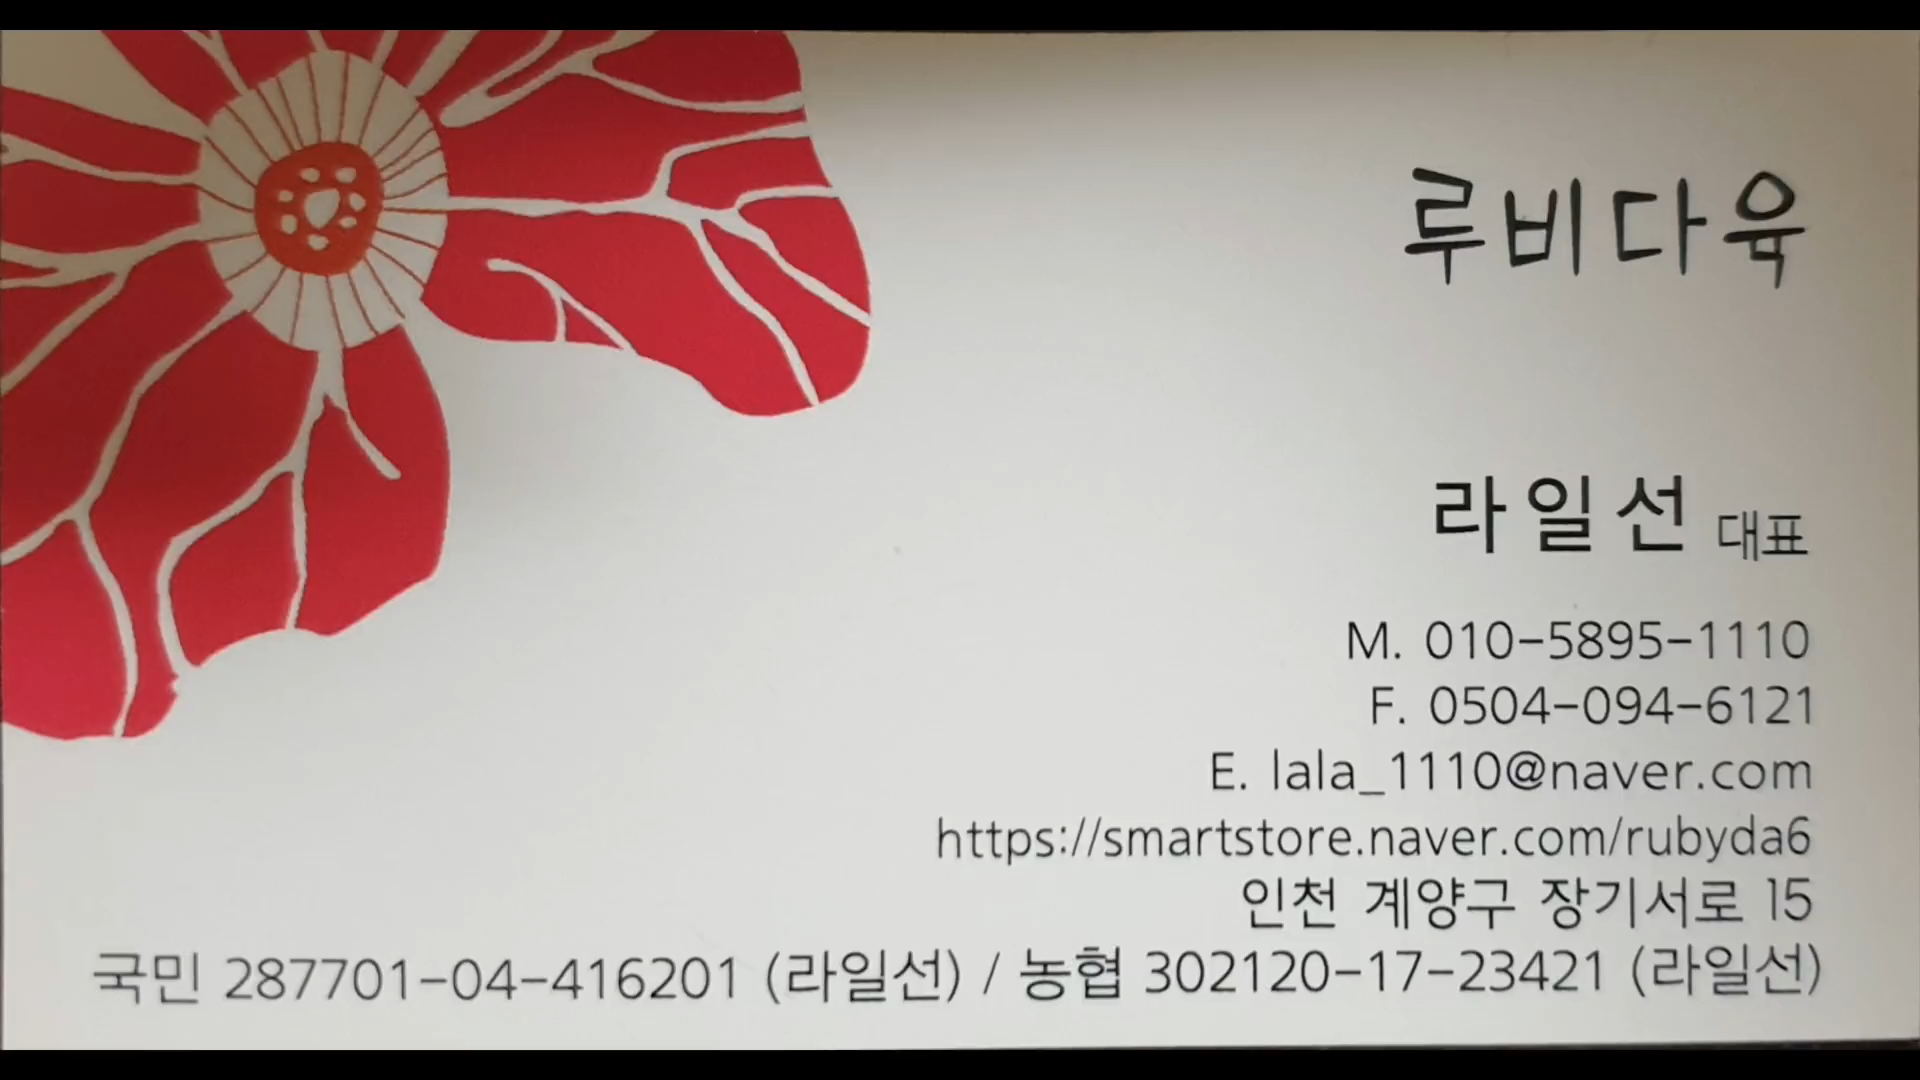 루비다육
라일선 대표
M. 010-5895-1110
F. 0504-094-6121
E. lala_1110@naver.com
https://smartstore.naver.com/rubyda6
인천 계양구 장기서로 15
국민 287701-04-416201 (라일선) / 농협 302120-17-23421 (라일선)